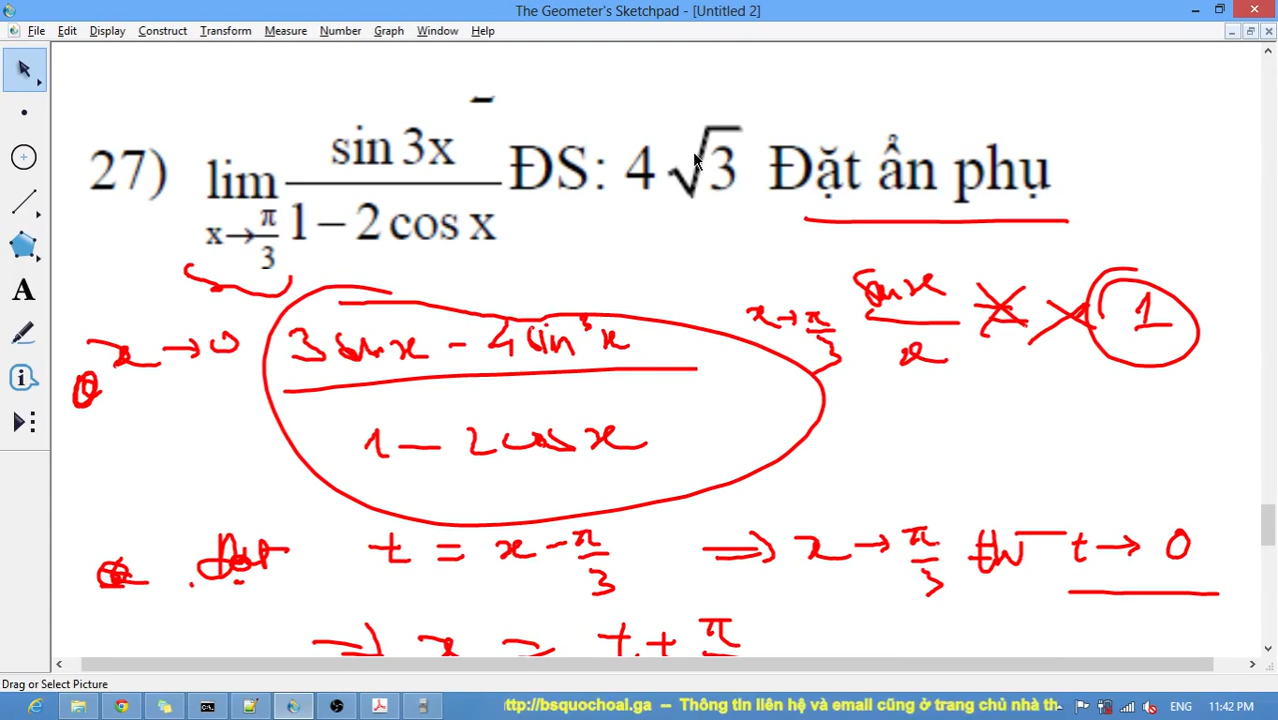 The Geometer's Sketchpad - [Untitled 2]
File Edit Display Construct Transform Measure Number Graph Window Help
27) lim x→π/3 sin 3x / 1 − 2 cos x ĐS: 4√3 Đặt ẩn phụ
x → 0 3 sin x − 4 sin³x / 1 − 2 cos x x → π/3 sin x / x 1
Đặt t = x − π/3 ⇒ x → π/3 thì t → 0
⇒ x = t + π
Drag or Select Picture
A
ttp://bsquochoal.ga -- Thông tin liên hệ và email cũng ở trang chủ nhà th
ENG 11:42 PM